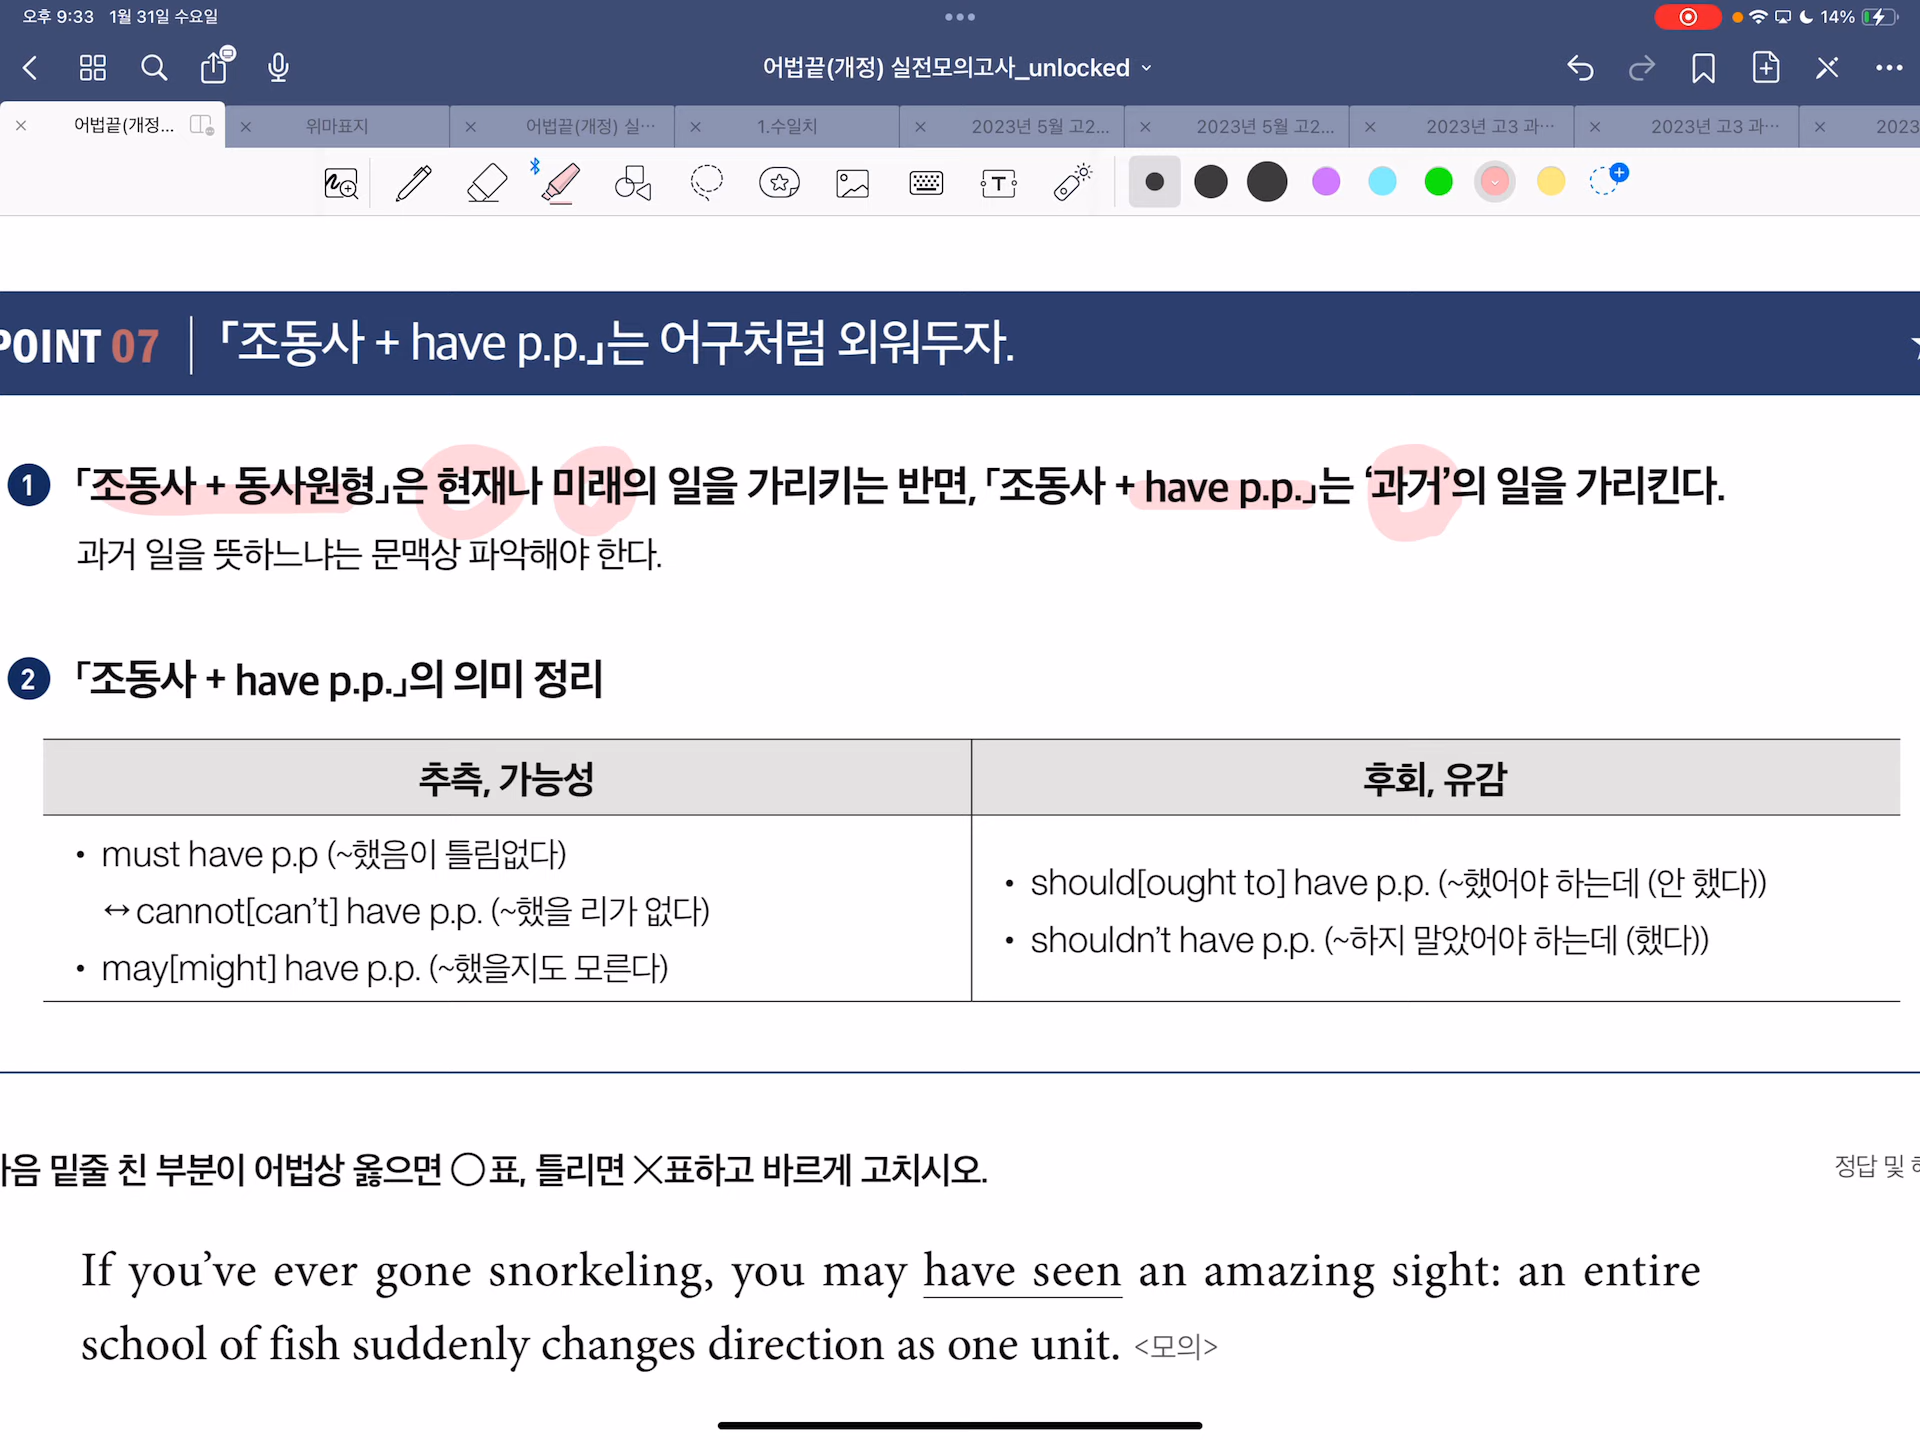 오후 9:33 1월 31일 수요일
14%
어법끝(개정) 실전모의고사_unlocked
어법끝(개정...
위마표지
어법끝(개정) 실...
1.수일치
2023년 5월 고2...
2023년 5월 고2...
2023년 고3 과...
2023년 고3 과...
2023
POINT 07 「조동사 + have p.p.」는 어구처럼 외워두자.
1 「조동사 + 동사원형」은 현재나 미래의 일을 가리키는 반면, 「조동사 + have p.p.」는 ‘과거’의 일을 가리킨다.
과거 일을 뜻하느냐는 문맥상 파악해야 한다.
2 「조동사 + have p.p.」의 의미 정리
추측, 가능성
• must have p.p (~했음이 틀림없다)
↔ cannot[can’t] have p.p. (~했을 리가 없다)
• may[might] have p.p. (~했을지도 모른다)
후회, 유감
• should[ought to] have p.p. (~했어야 하는데 (안 했다))
• shouldn’t have p.p. (~하지 말았어야 하는데 (했다))
밑줄 친 부분이 어법상 옳으면 ◯표, 틀리면 ╳표하고 바르게 고치시오.
정답 및
If you’ve ever gone snorkeling, you may have seen an amazing sight: an entire
school of fish suddenly changes direction as one unit. <모의>